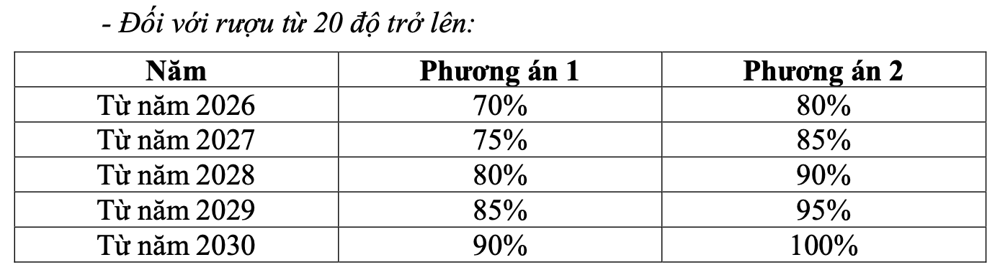 - Đối với rượu từ 20 độ trở lên:
Năm Phương án 1 Phương án 2
Từ năm 2026 70% 80%
Từ năm 2027 75% 85%
Từ năm 2028 80% 90%
Từ năm 2029 85% 95%
Từ năm 2030 90% 100%